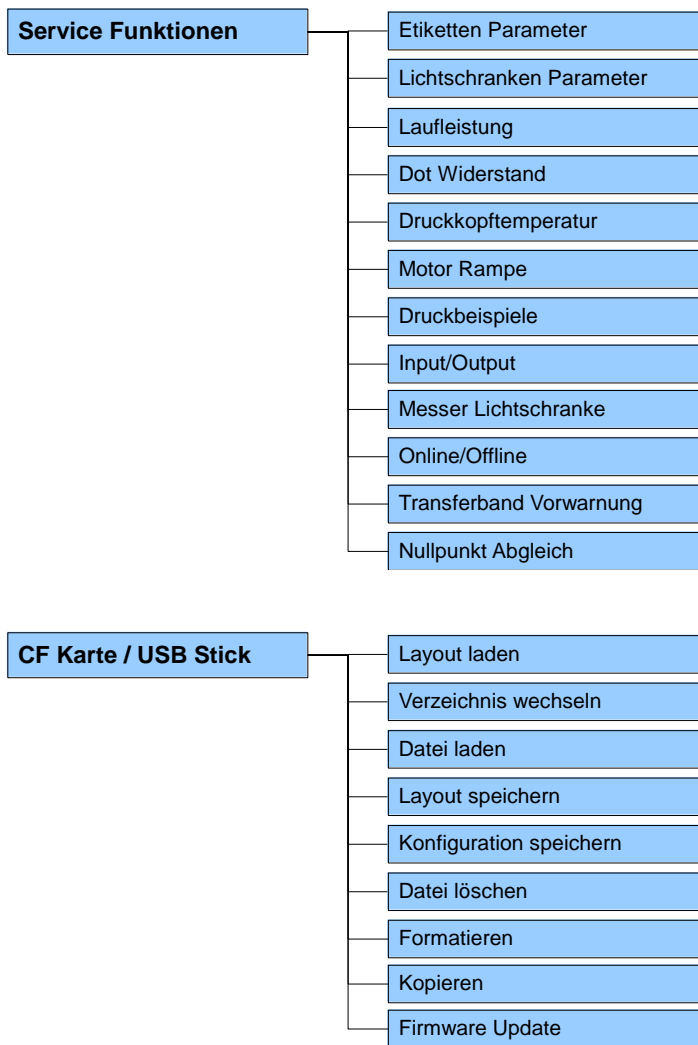 Service Funktionen
Etiketten Parameter
Lichtschranken Parameter
Laufleistung
Dot Widerstand
Druckkopftemperatur
Motor Rampe
Druckbeispiele
Input/Output
Messer Lichtschranke
Online/Offline
Transferband Vorwarnung
Nullpunkt Abgleich
CF Karte / USB Stick
Layout laden
Verzeichnis wechseln
Datei laden
Layout speichern
Konfiguration speichern
Datei löschen
Formatieren
Kopieren
Firmware Update